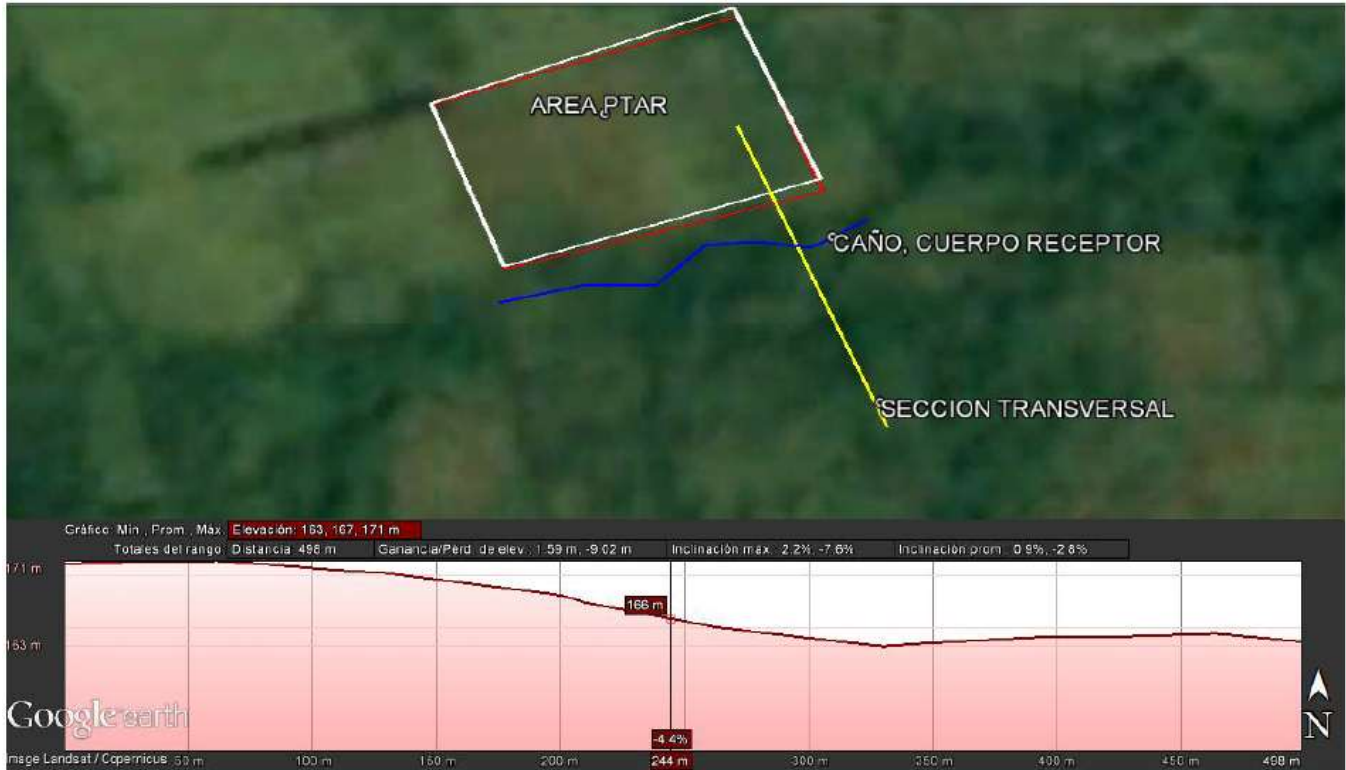 AREA PTAR
CAÑO, CUERPO RECEPTOR
SECCION TRANSVERSAL
Gráfico: Mín., Prom., Máx. Elevación: 163, 167, 171 m
Totales del rango: Distancia: 498 m Ganancia/Pérd. de elev.: 1.59 m, -9.02 m Inclinación máx.: 2.2%, -7.6% Inclinación prom.: 0.9%, -2.8%
171 m
166 m
163 m
Google earth
N
-4.4%
Image Landsat / Copernicus 50 m 100 m 150 m 200 m 244 m 300 m 350 m 400 m 450 m 498 m